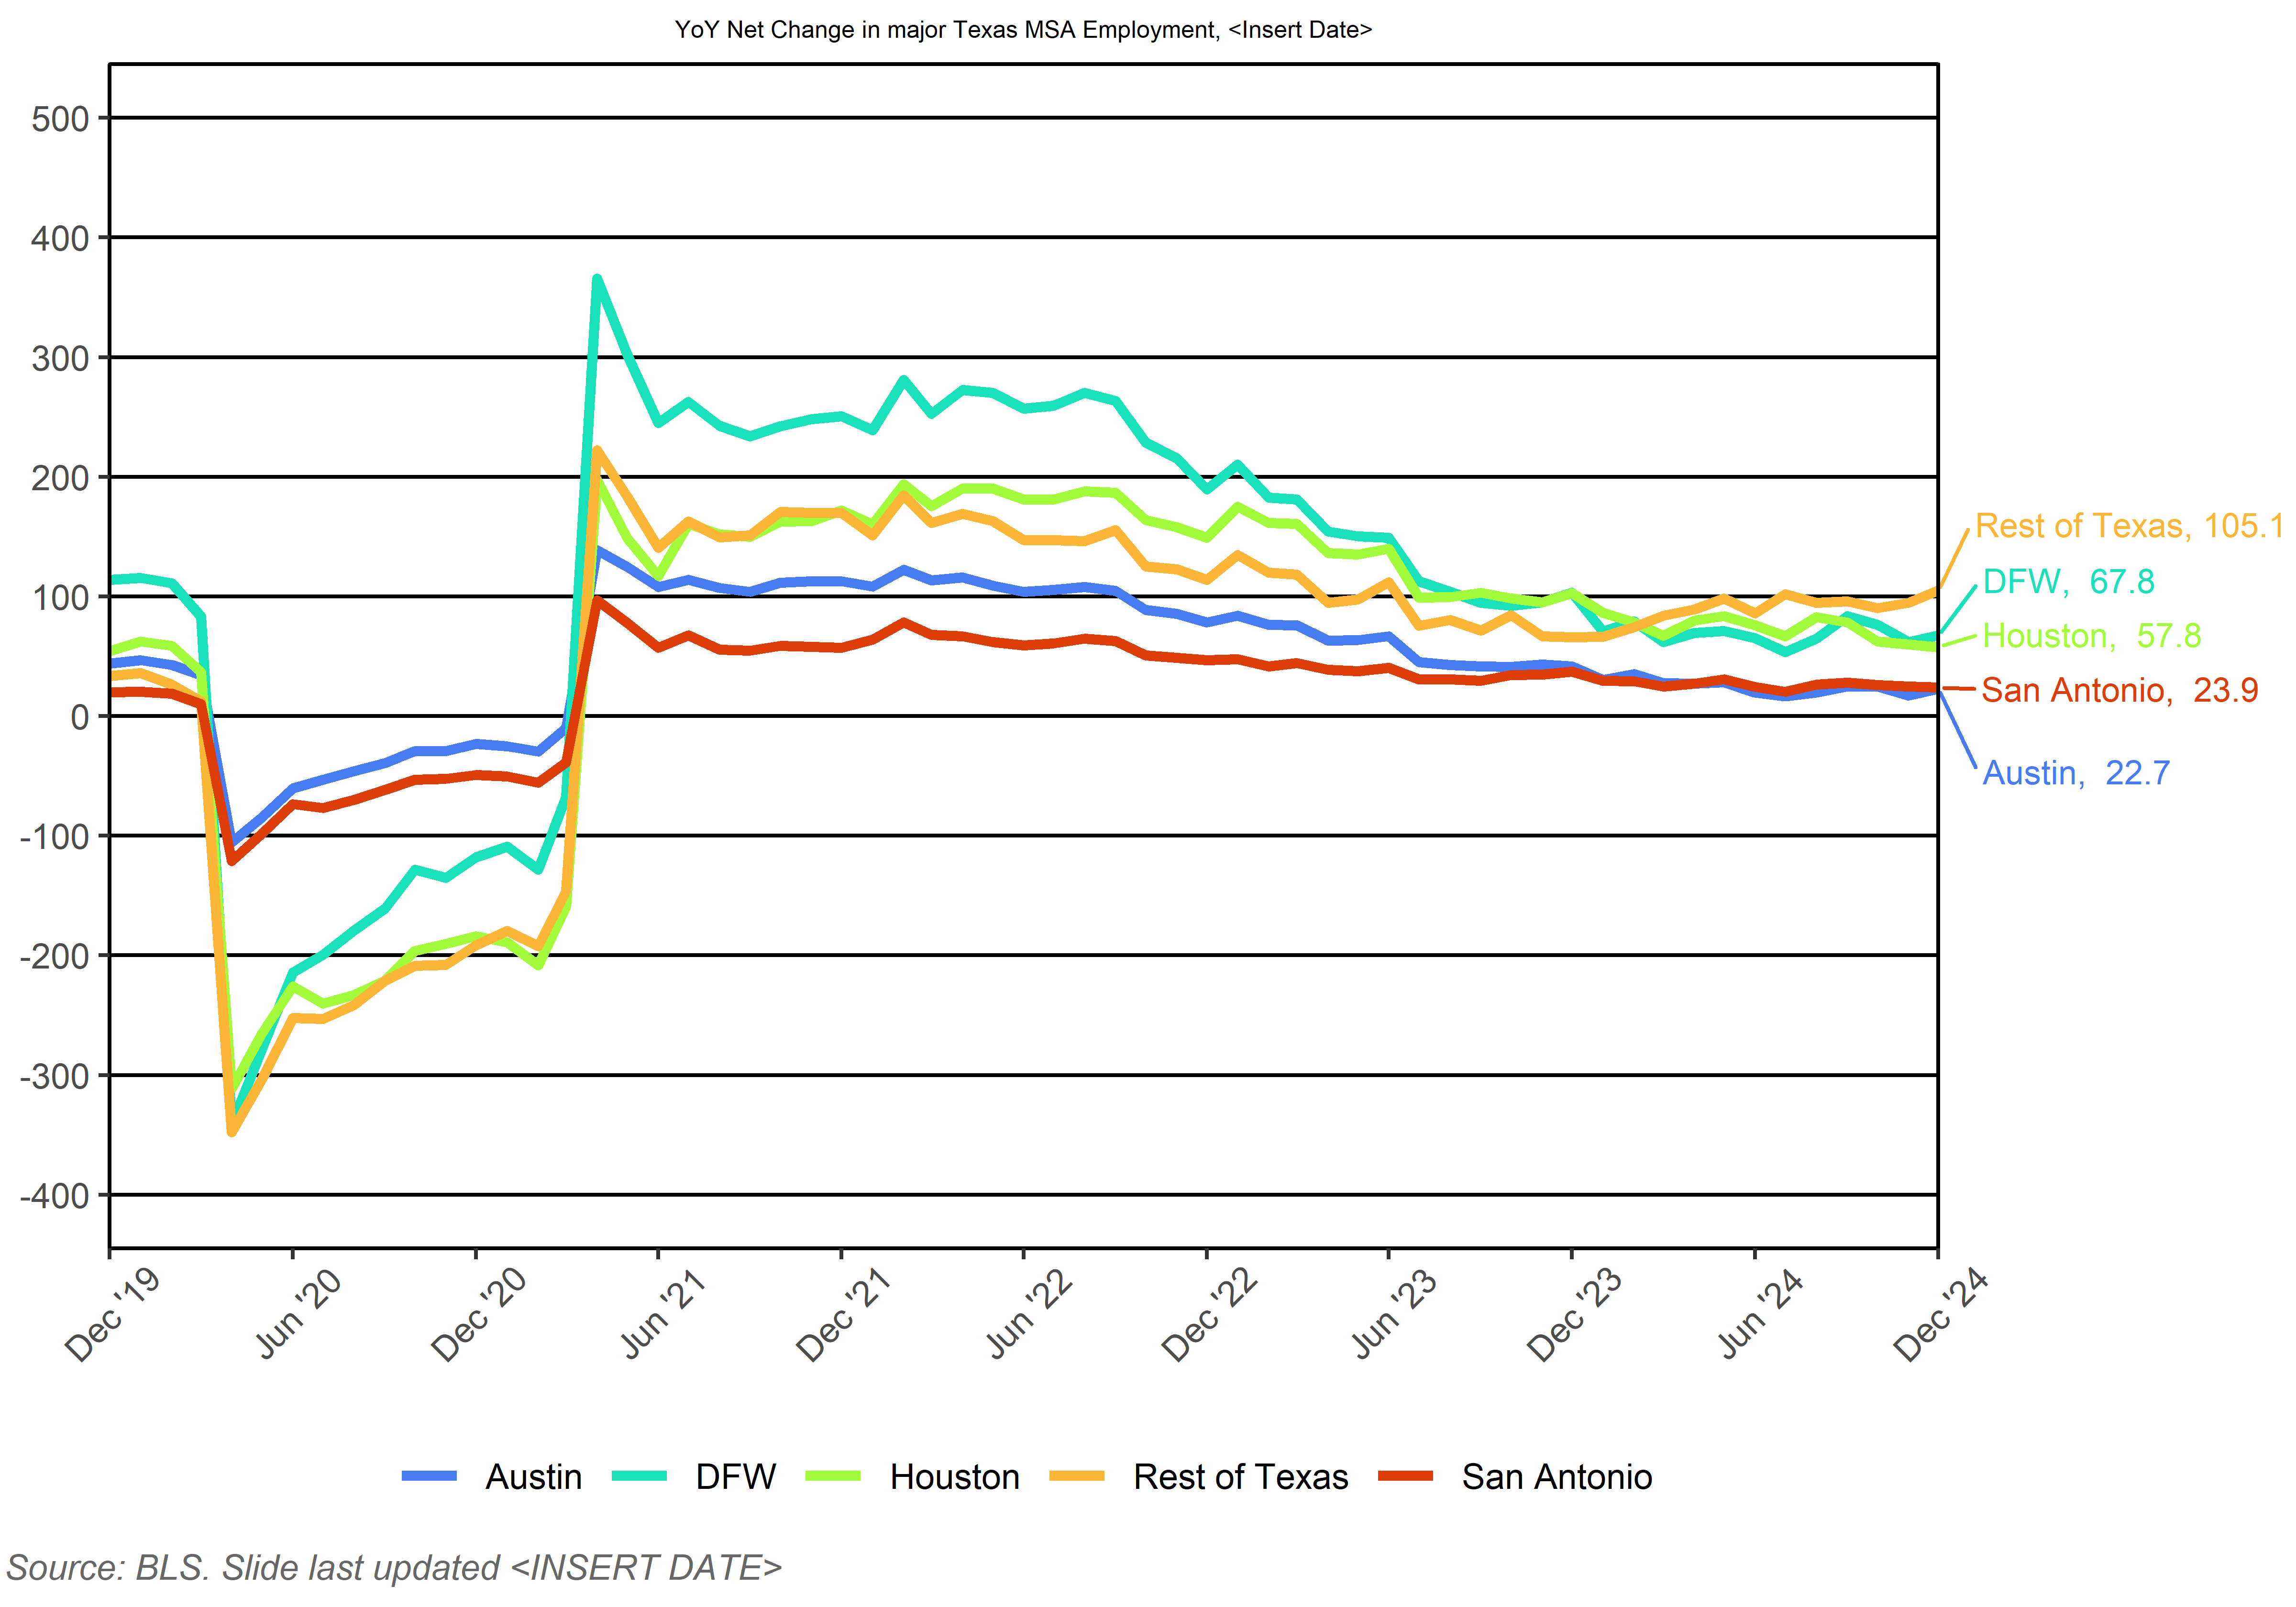 YoY Net Change in major Texas MSA Employment, <Insert Date>
500
400
300
200
100
0
-100
-200
-300
-400
Rest of Texas, 105.1
DFW, 67.8
Houston, 57.8
San Antonio, 23.9
Austin, 22.7
Dec '19 Jun '20 Dec '20 Jun '21 Dec '21 Jun '22 Dec '22 Jun '23 Dec '23 Jun '24 Dec '24
Austin DFW Houston Rest of Texas San Antonio
Source: BLS. Slide last updated <INSERT DATE>